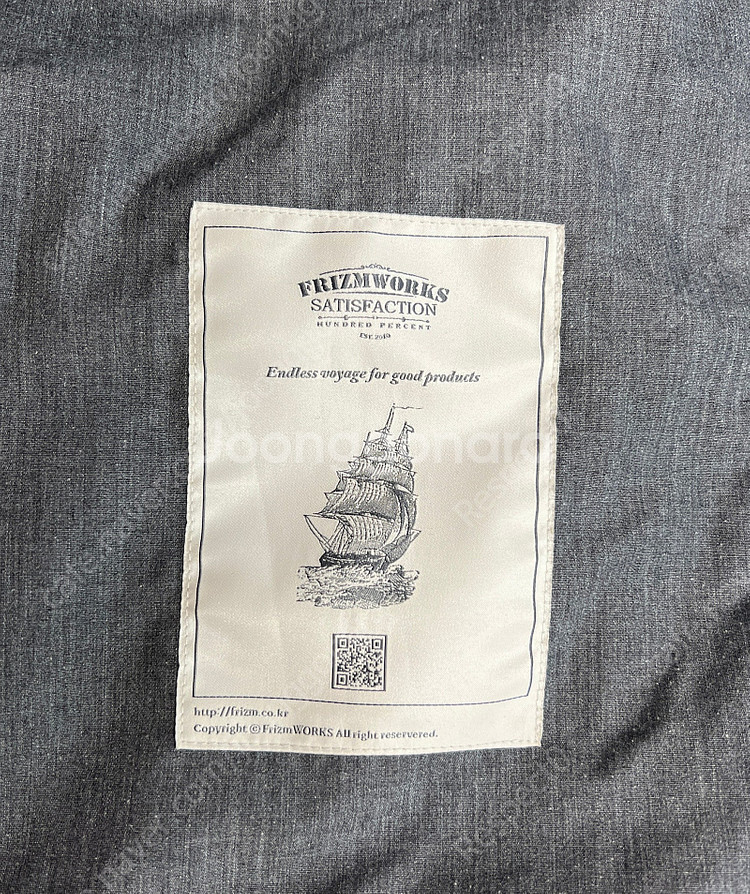 FRIZMWORKS
SATISFACTION
HUNDRED PERCENT
EST. 2010
Endless voyage for good products
Joonggonara
http://frizm.co.kr
Copyright © FrizmWORKS All right reservered.